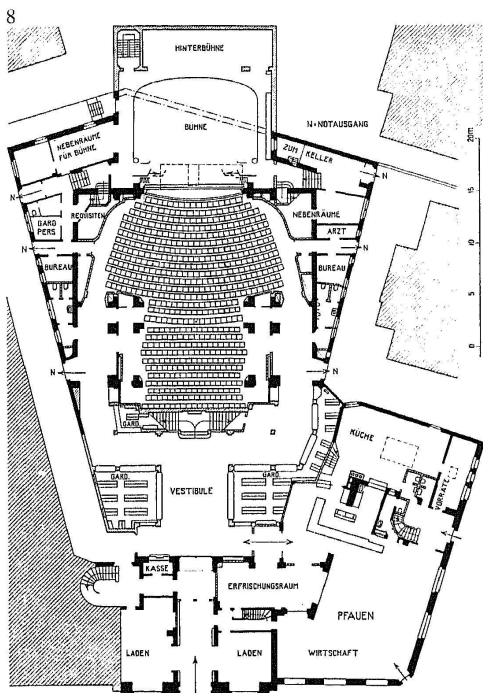 8
HINTERBÜHNE
BÜHNE
N=NOTAUSGANG
NEBENRÄUME
FÜR BÜHNE
ZUM
KELLER
REQUISITEN
NEBENRÄUME
N
N
GARD
PERS
ARZT
N
N
BUREAU
BUREAU
20m
15
10
5
0
N
N
GARD.
KÜCHE
GARD.
GARD.
VORRÄTE
VESTIBULE
KASSE
ERFRISCHUNGSRAUM
PFAUEN
LADEN
LADEN
WIRTSCHAFT